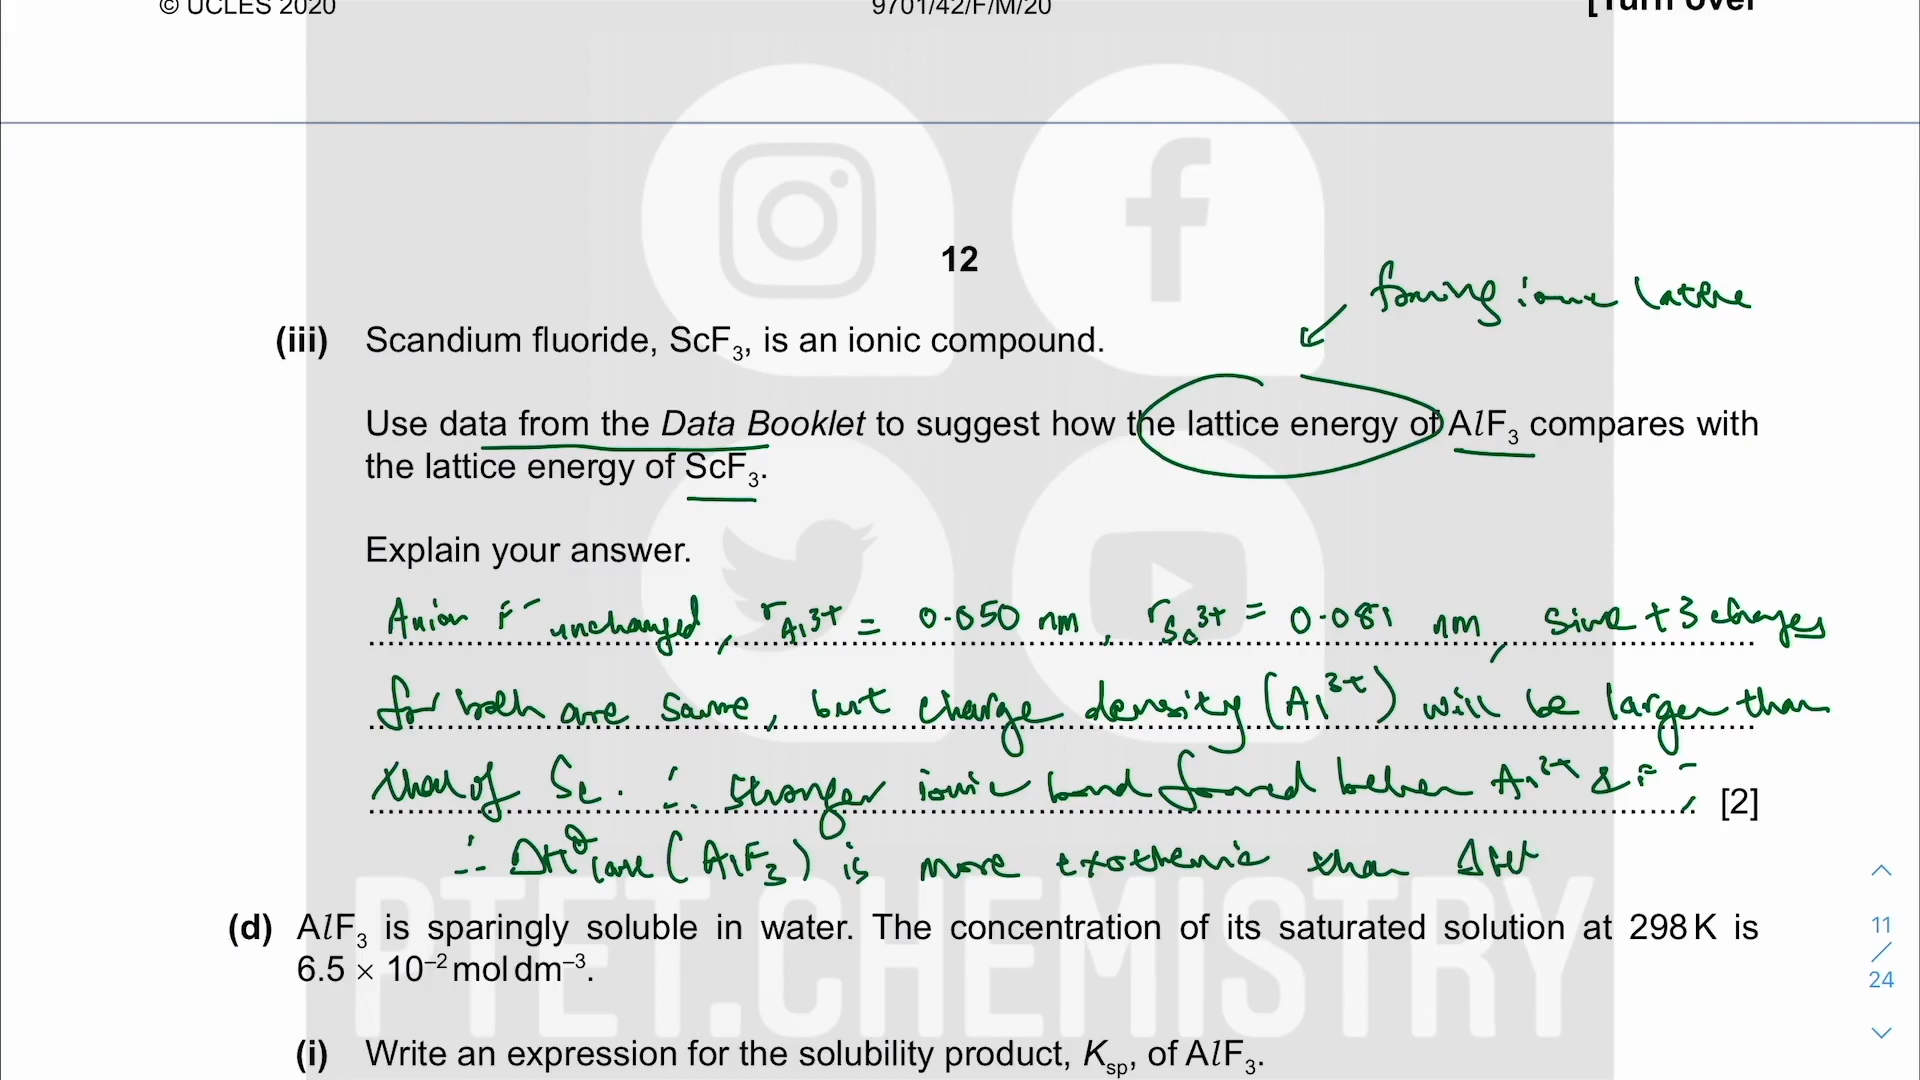 © UCLES 2020 9701/42/F/M/20 [Turn over
12
forming ionic lattice
(iii) Scandium fluoride, ScF₃, is an ionic compound.
Use data from the Data Booklet to suggest how the lattice energy of AlF₃ compares with
the lattice energy of ScF₃.
Explain your answer.
Anion F⁻ unchanged, r Al³⁺ = 0.050 nm, r Sc³⁺ = 0.081 nm, since +3 charges
for both are same, but charge density (Al³⁺) will be larger than
that of Sc. ∴ stronger ionic bond formed between Al³⁺ & F⁻, [2]
∴ ΔH^θ latt (AlF₃) is more exothermic than
(d) AlF₃ is sparingly soluble in water. The concentration of its saturated solution at 298 K is
6.5 × 10⁻² mol dm⁻³.
(i) Write an expression for the solubility product, Kₛₚ, of AlF₃.
PTET.CHEMISTRY
11
/
24